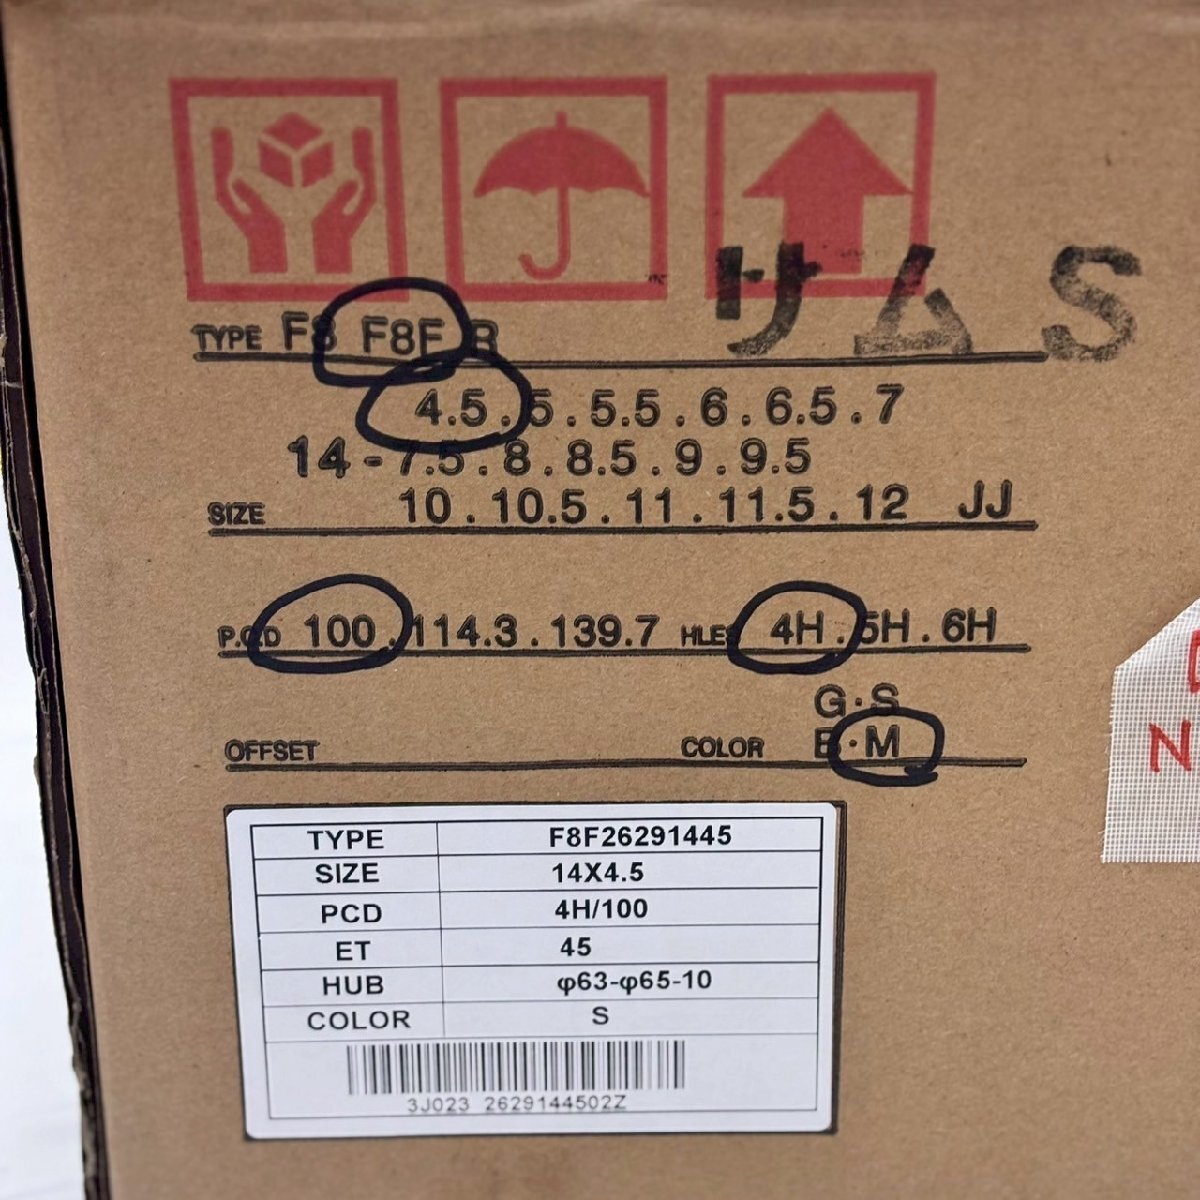 リムS
TYPE F8 F8F R
4.5 . 5 . 5.5 . 6 . 6.5 . 7
14 - 7.5 . 8 . 8.5 . 9 . 9.5
SIZE 10 . 10.5 . 11 . 11.5 . 12 JJ
P.C.D 100 . 114.3 . 139.7 HLES 4H . 5H . 6H
G·S
OFFSET COLOR B·M
N
TYPE F8F26291445
SIZE 14X4.5
PCD 4H/100
ET 45
HUB φ63-φ65-10
COLOR S
3J023 2629144502Z